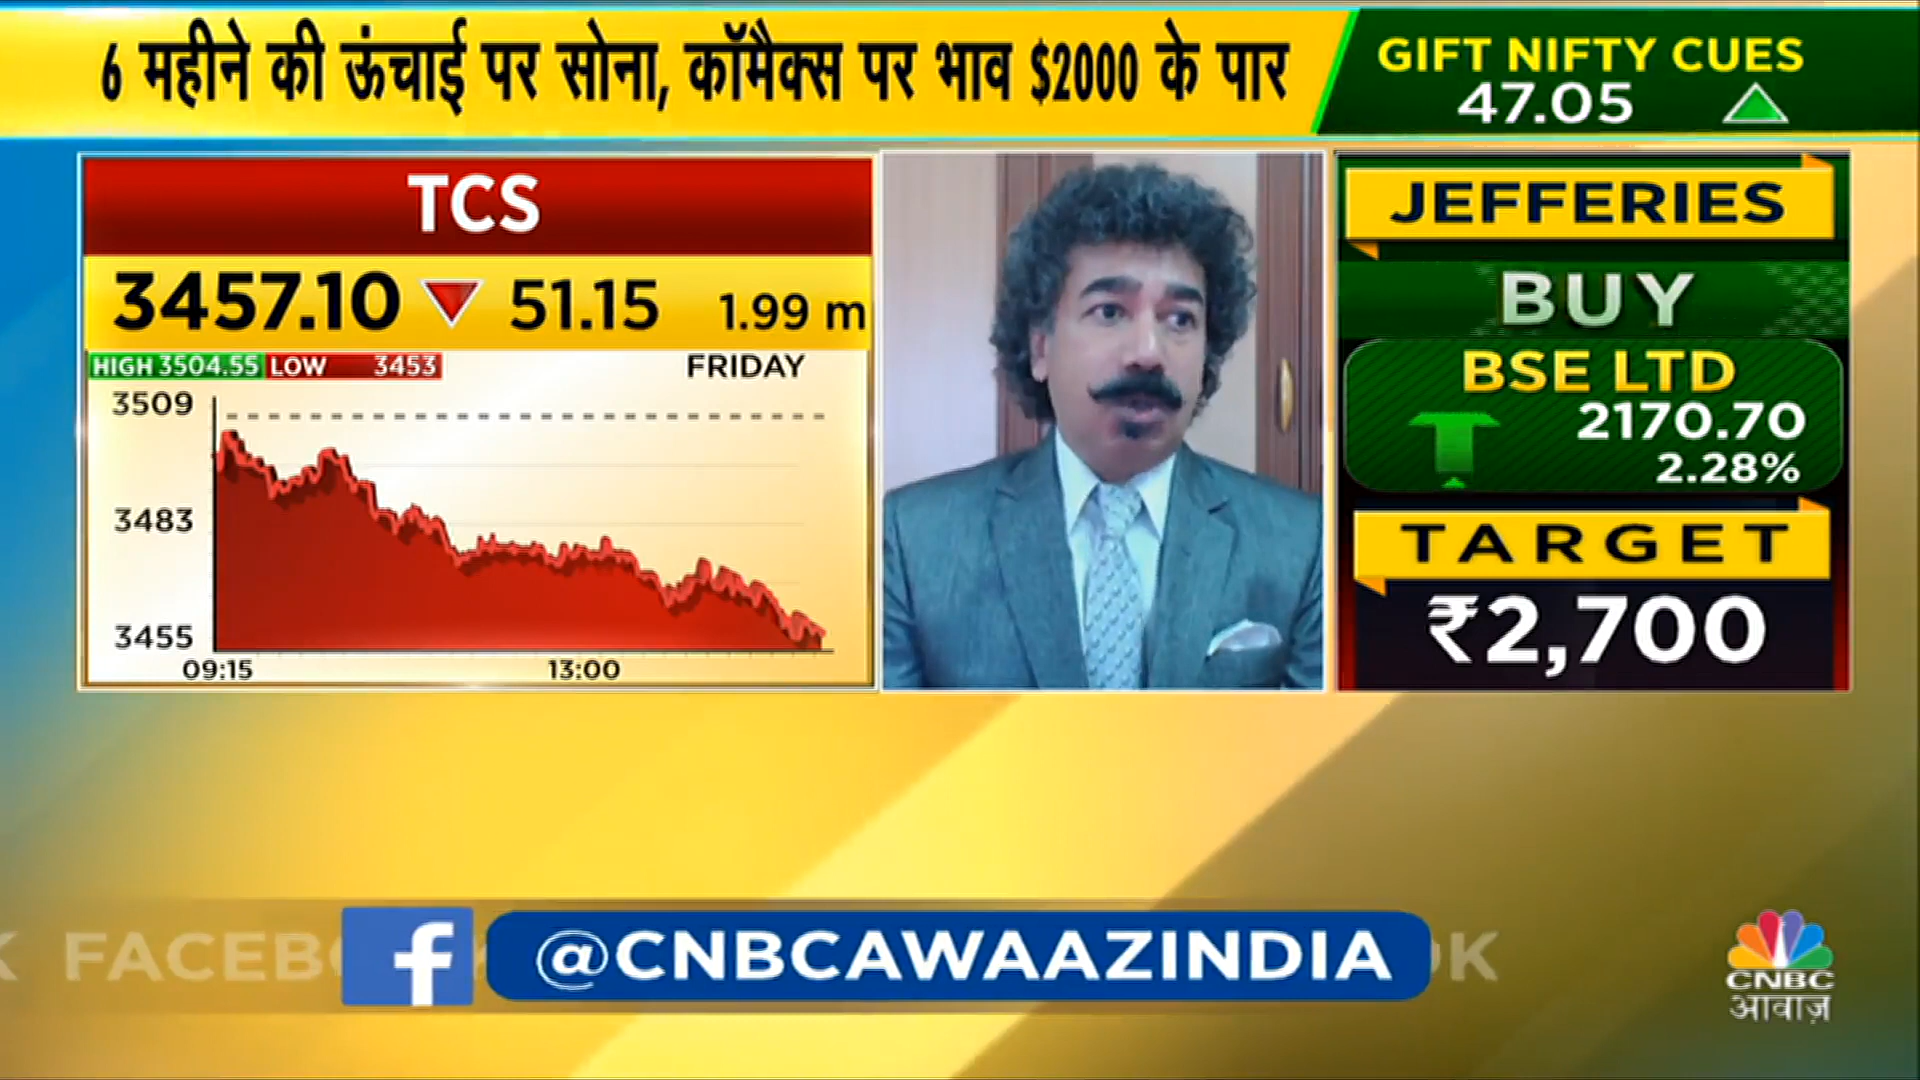 6 महीने की ऊंचाई पर सोना, कॉमैक्स पर भाव $2000 के पार
GIFT NIFTY CUES
47.05
TCS
3457.10 51.15 1.99 m
HIGH 3504.55 LOW 3453 FRIDAY
3509
3483
3455
09:15 13:00
JEFFERIES
BUY
BSE LTD
2170.70
2.28%
TARGET
₹2,700
K FACEB f @CNBCAWAAZINDIA OK
CNBC
आवाज़